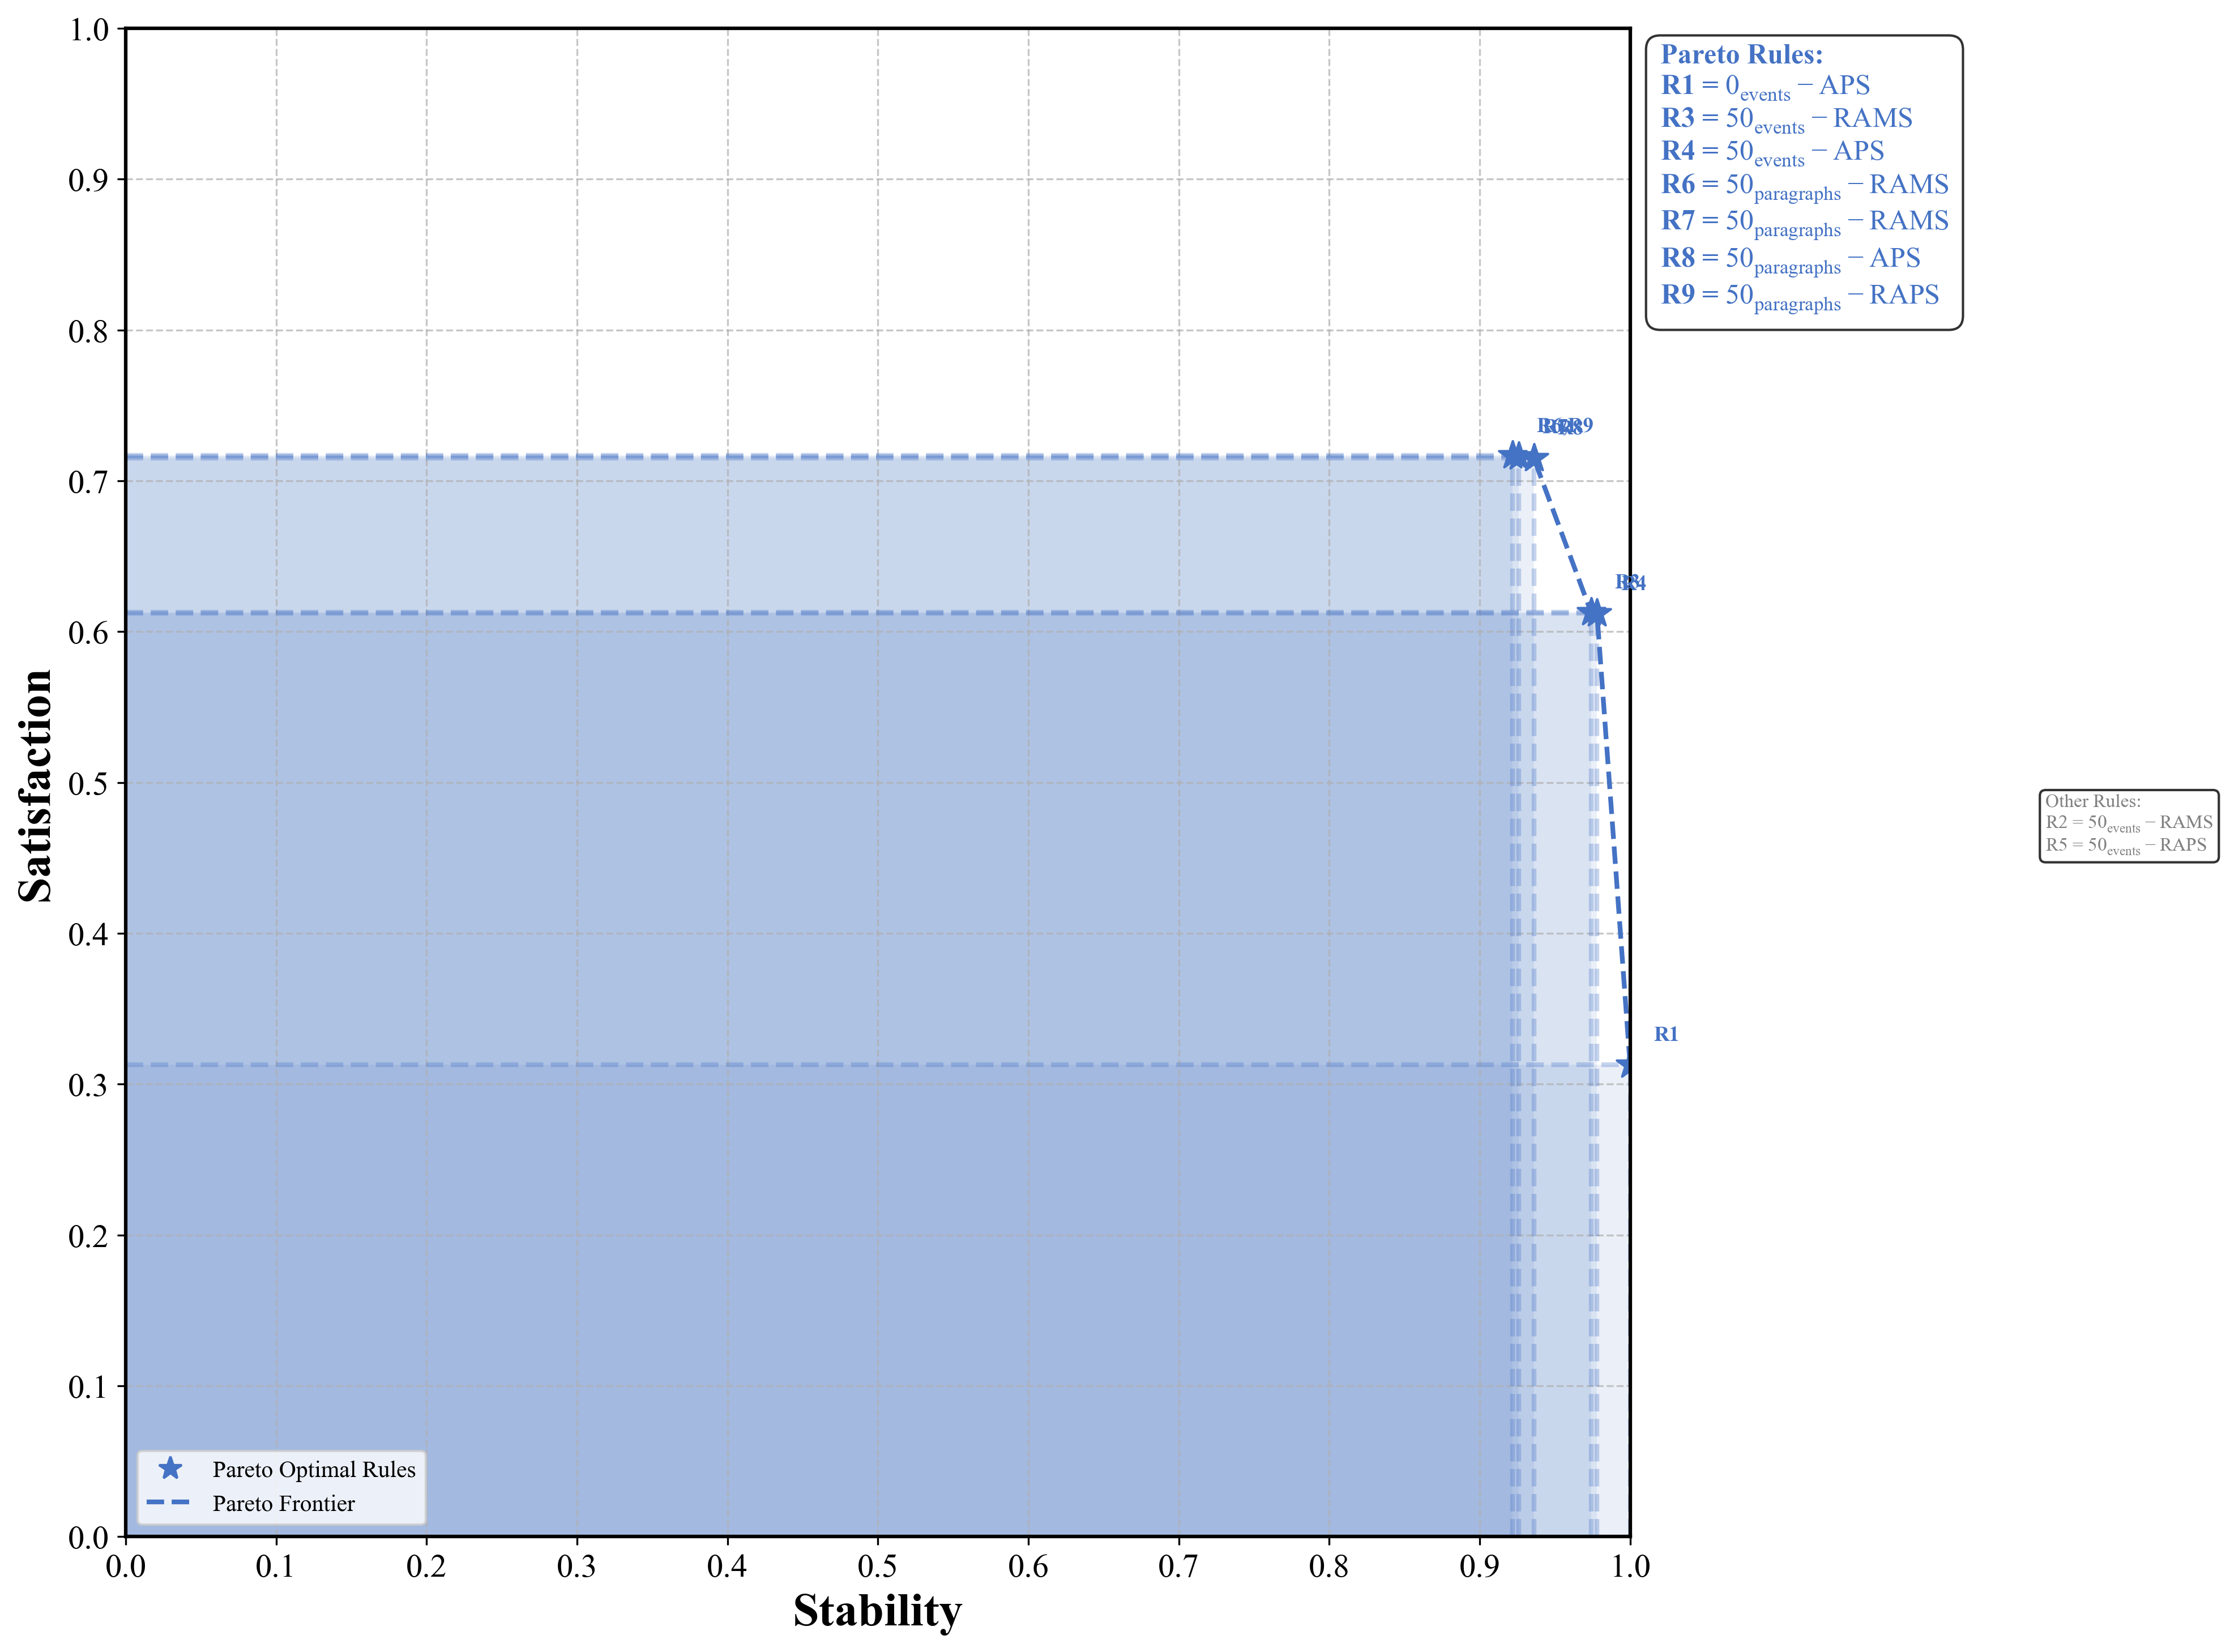 1.0
0.9
0.8
0.7
0.6
0.5
0.4
0.3
0.2
0.1
0.0
Satisfaction
0.0 0.1 0.2 0.3 0.4 0.5 0.6 0.7 0.8 0.9 1.0
Stability
Pareto Optimal Rules
Pareto Frontier
R9
R4
R1
Pareto Rules:
R1 = 0events − APS
R3 = 50events − RAMS
R4 = 50events − APS
R6 = 50paragraphs − RAMS
R7 = 50paragraphs − RAMS
R8 = 50paragraphs − APS
R9 = 50paragraphs − RAPS
Other Rules:
R2 = 50events − RAMS
R5 = 50events − RAPS